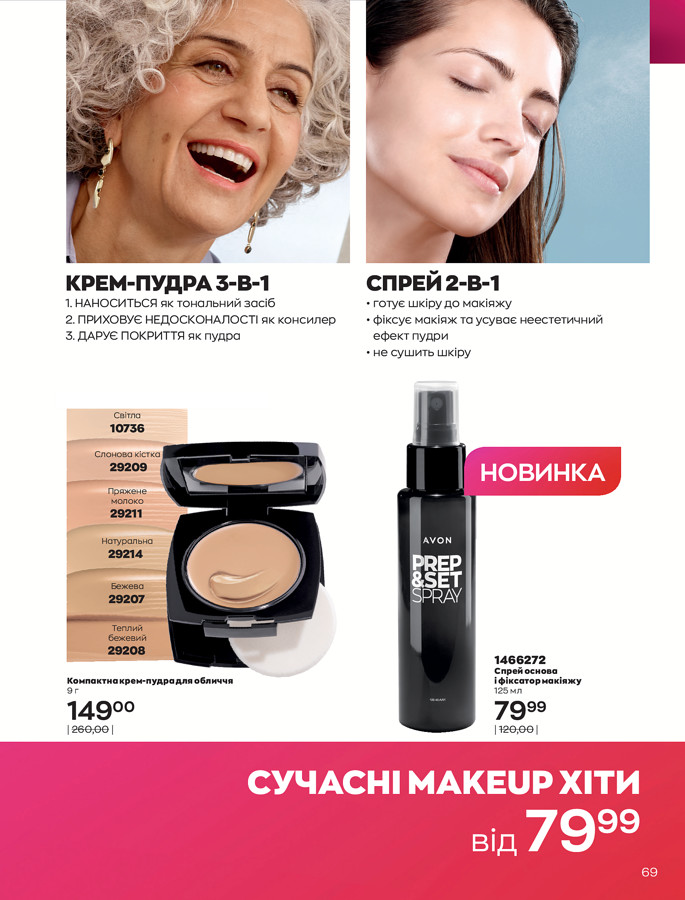 КРЕМ-ПУДРА 3-В-1
1. НАНОСИТЬСЯ як тональний засіб
2. ПРИХОВУЄ НЕДОСКОНАЛОСТІ як консилер
3. ДАРУЄ ПОКРИТТЯ як пудра
СПРЕЙ 2-В-1
• готує шкіру до макіяжу
• фіксує макіяж та усуває неестетичний
ефект пудри
• не сушить шкіру
Світла
10736
Слонова кістка
29209
Пряжене
молоко
29211
Натуральна
29214
Бежева
29207
Теплий
бежевий
29208
Компактна крем-пудра для обличчя
9 г
14900
| 260,00 |
НОВИНКА
AVON
PREP
&SET
SPRAY
1466272
Спрей основа
і фіксатор макіяжу
125 мл
7999
| 120,00 |
СУЧАСНІ MAKEUP ХІТИ
від 7999
69